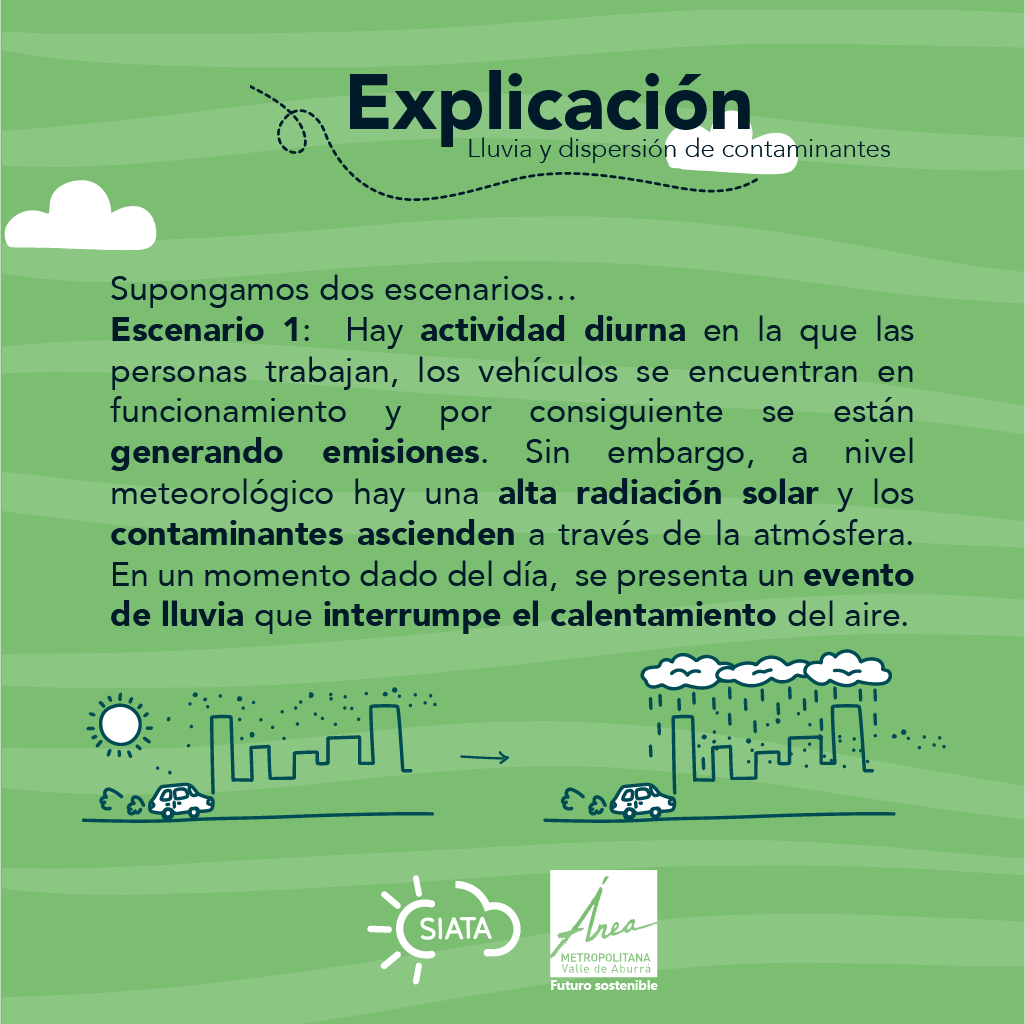 Explicación
Lluvia y dispersión de contaminantes
Supongamos dos escenarios…
Escenario 1: Hay actividad diurna en la que las
personas trabajan, los vehículos se encuentran en
funcionamiento y por consiguiente se están
generando emisiones. Sin embargo, a nivel
meteorológico hay una alta radiación solar y los
contaminantes ascienden a través de la atmósfera.
En un momento dado del día, se presenta un evento
de lluvia que interrumpe el calentamiento del aire.
SIATA
Área
METROPOLITANA
Valle de Aburrá
Futuro sostenible